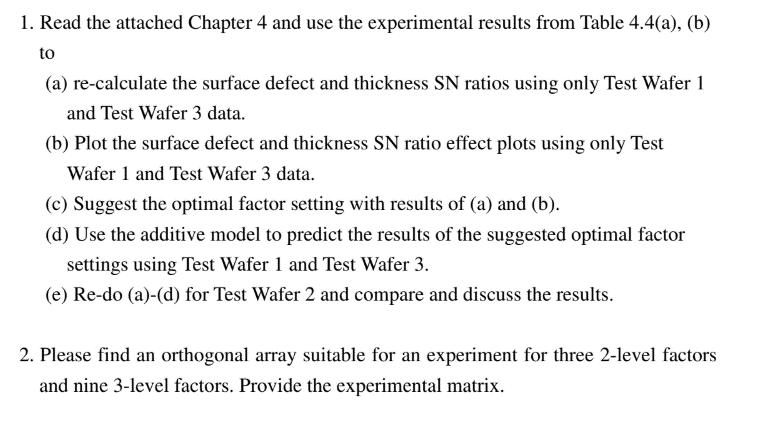 1. Read the attached Chapter 4 and use the experimental results from Table 4.4(a), (b)
to
(a) re-calculate the surface defect and thickness SN ratios using only Test Wafer 1
and Test Wafer 3 data.
(b) Plot the surface defect and thickness SN ratio effect plots using only Test
Wafer 1 and Test Wafer 3 data.
(c) Suggest the optimal factor setting with results of (a) and (b).
(d) Use the additive model to predict the results of the suggested optimal factor
settings using Test Wafer 1 and Test Wafer 3.
(e) Re-do (a)-(d) for Test Wafer 2 and compare and discuss the results.
2. Please find an orthogonal array suitable for an experiment for three 2-level factors
and nine 3-level factors. Provide the experimental matrix.